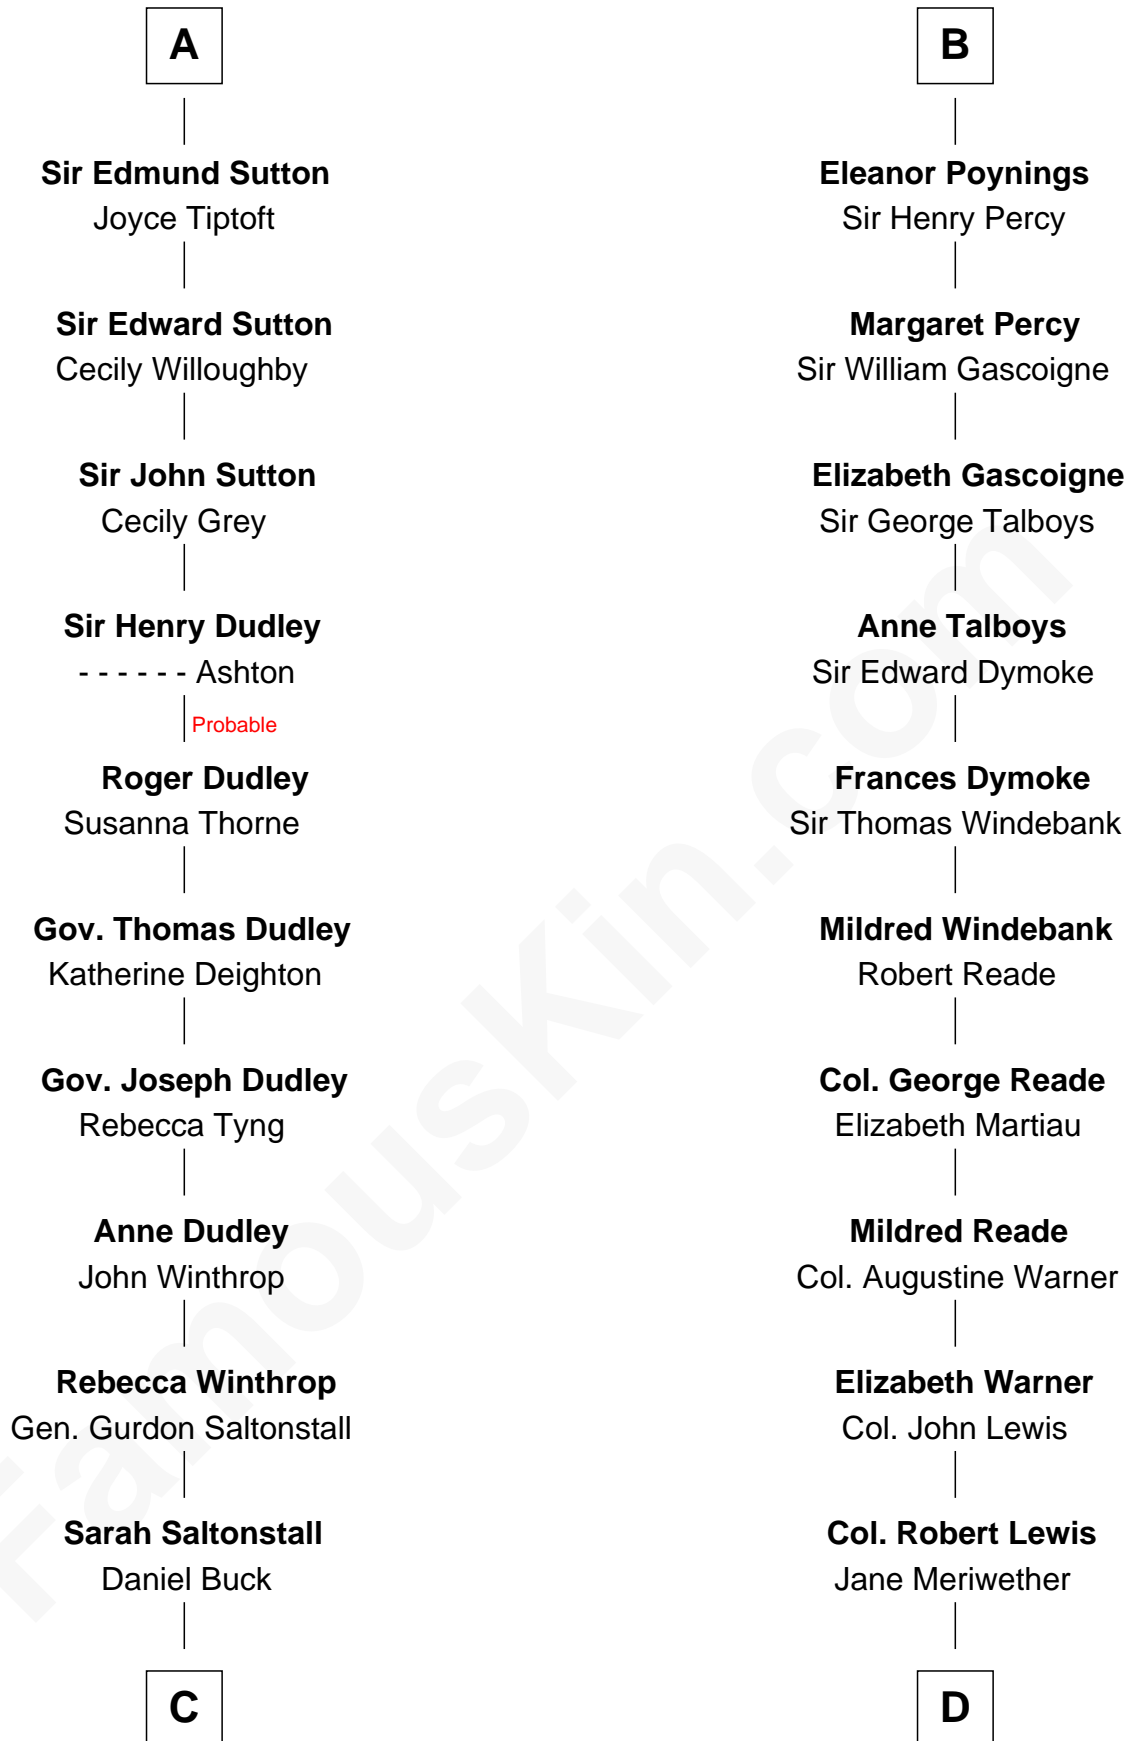 A
Sir Edmund Sutton
Joyce Tiptoft
Sir Edward Sutton
Cecily Willoughby
Sir John Sutton
Cecily Grey
Sir Henry Dudley
- - - - - - Ashton
Probable
Roger Dudley
Susanna Thorne
Gov. Thomas Dudley
Katherine Deighton
Gov. Joseph Dudley
Rebecca Tyng
Anne Dudley
John Winthrop
Rebecca Winthrop
Gen. Gurdon Saltonstall
Sarah Saltonstall
Daniel Buck
C
B
Eleanor Poynings
Sir Henry Percy
Margaret Percy
Sir William Gascoigne
Elizabeth Gascoigne
Sir George Talboys
Anne Talboys
Sir Edward Dymoke
Frances Dymoke
Sir Thomas Windebank
Mildred Windebank
Robert Reade
Col. George Reade
Elizabeth Martiau
Mildred Reade
Col. Augustine Warner
Elizabeth Warner
Col. John Lewis
Col. Robert Lewis
Jane Meriwether
D
FamousKin.com